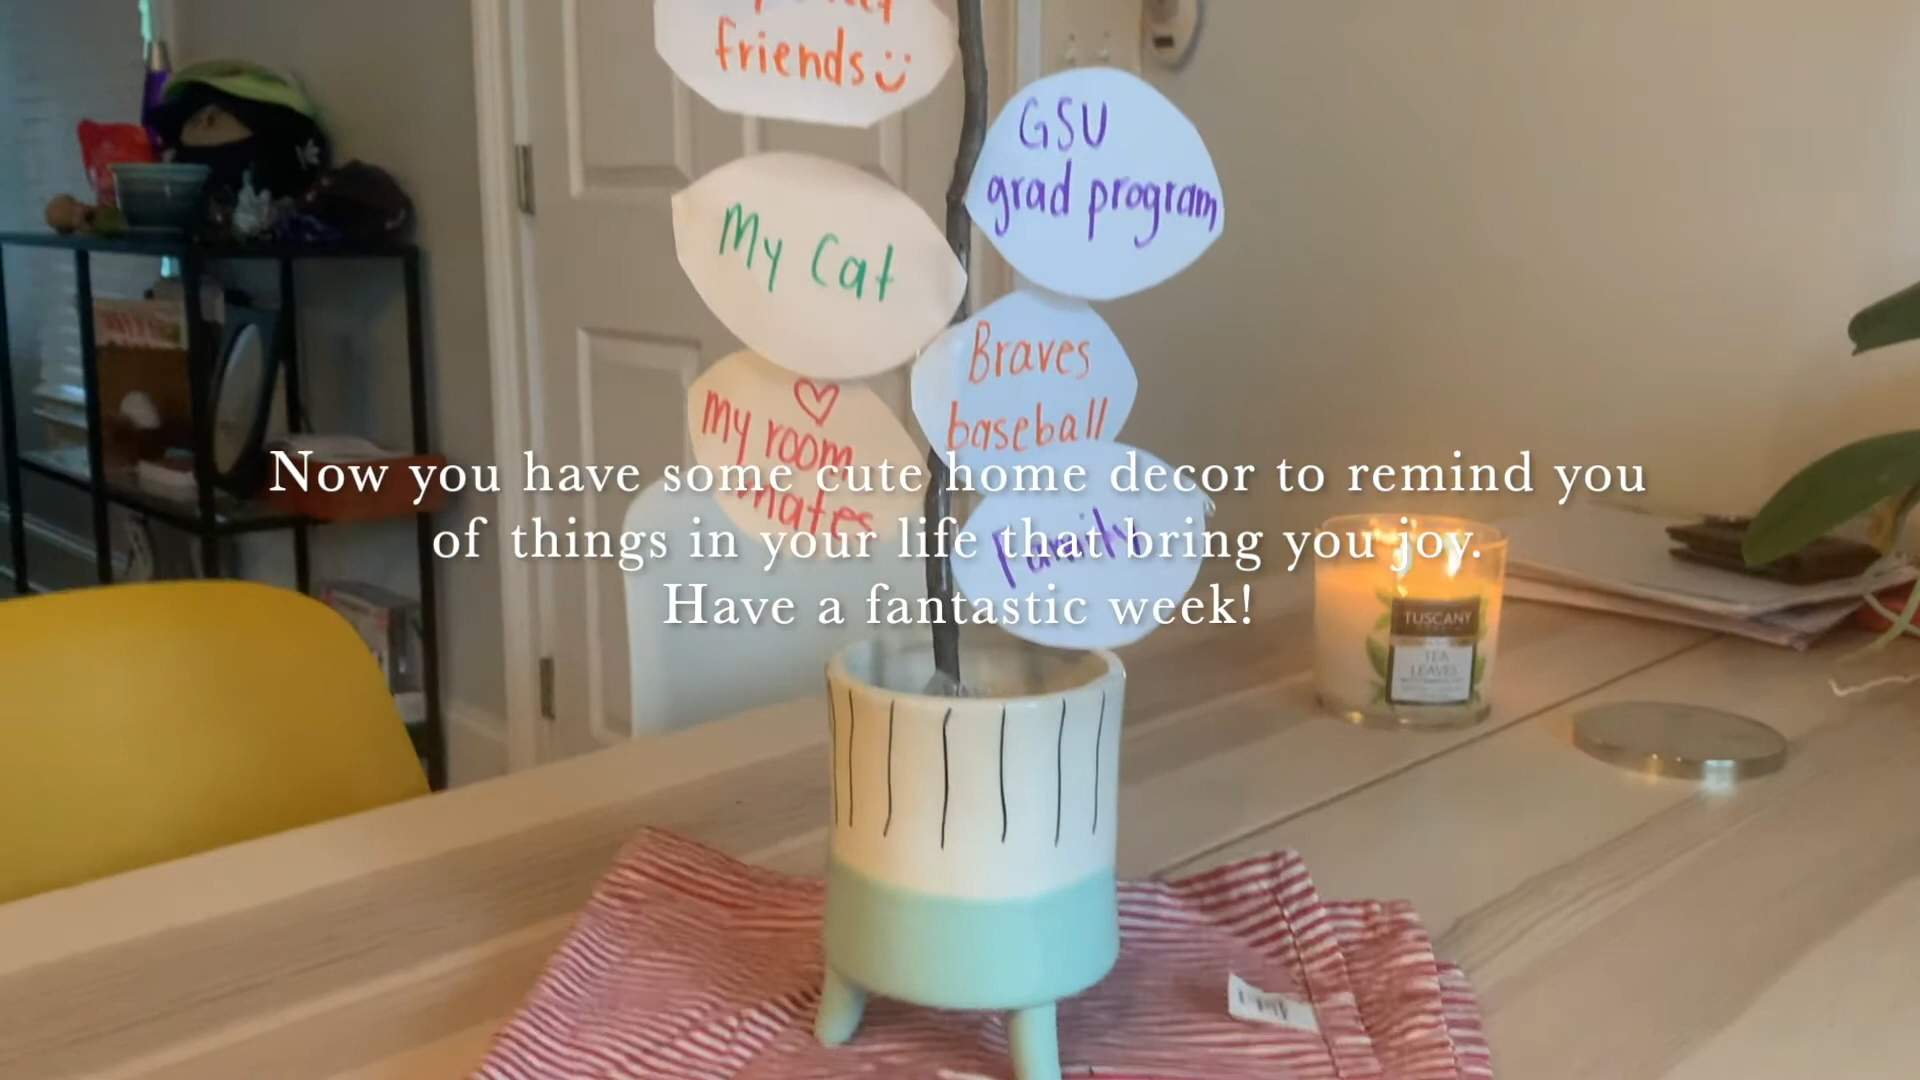 friends
GSU
grad program
My Cat
Braves
baseball
my room
mates
Family
Now you have some cute home decor to remind you
of things in your life that bring you joy.
Have a fantastic week!
TUSCANY
TEA
LEAVES